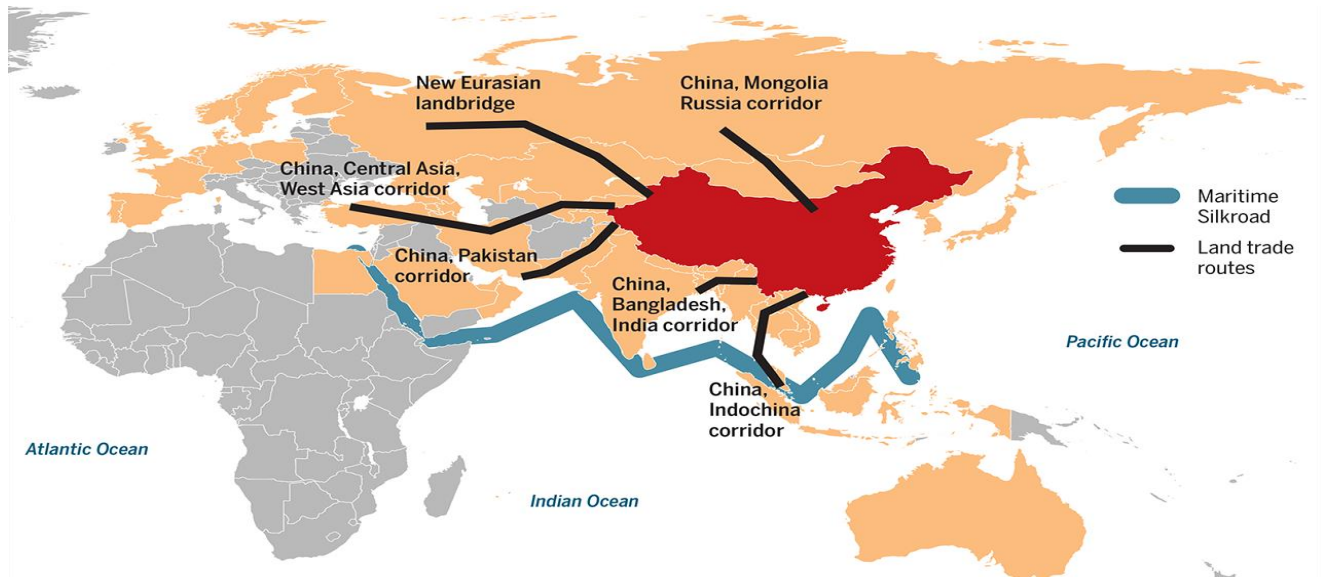 New Eurasian
landbridge
China, Mongolia
Russia corridor
China, Central Asia,
West Asia corridor
Maritime
Silkroad
Land trade
routes
China, Pakistan
corridor
China,
Bangladesh,
India corridor
Pacific Ocean
China,
Indochina
corridor
Atlantic Ocean
Indian Ocean